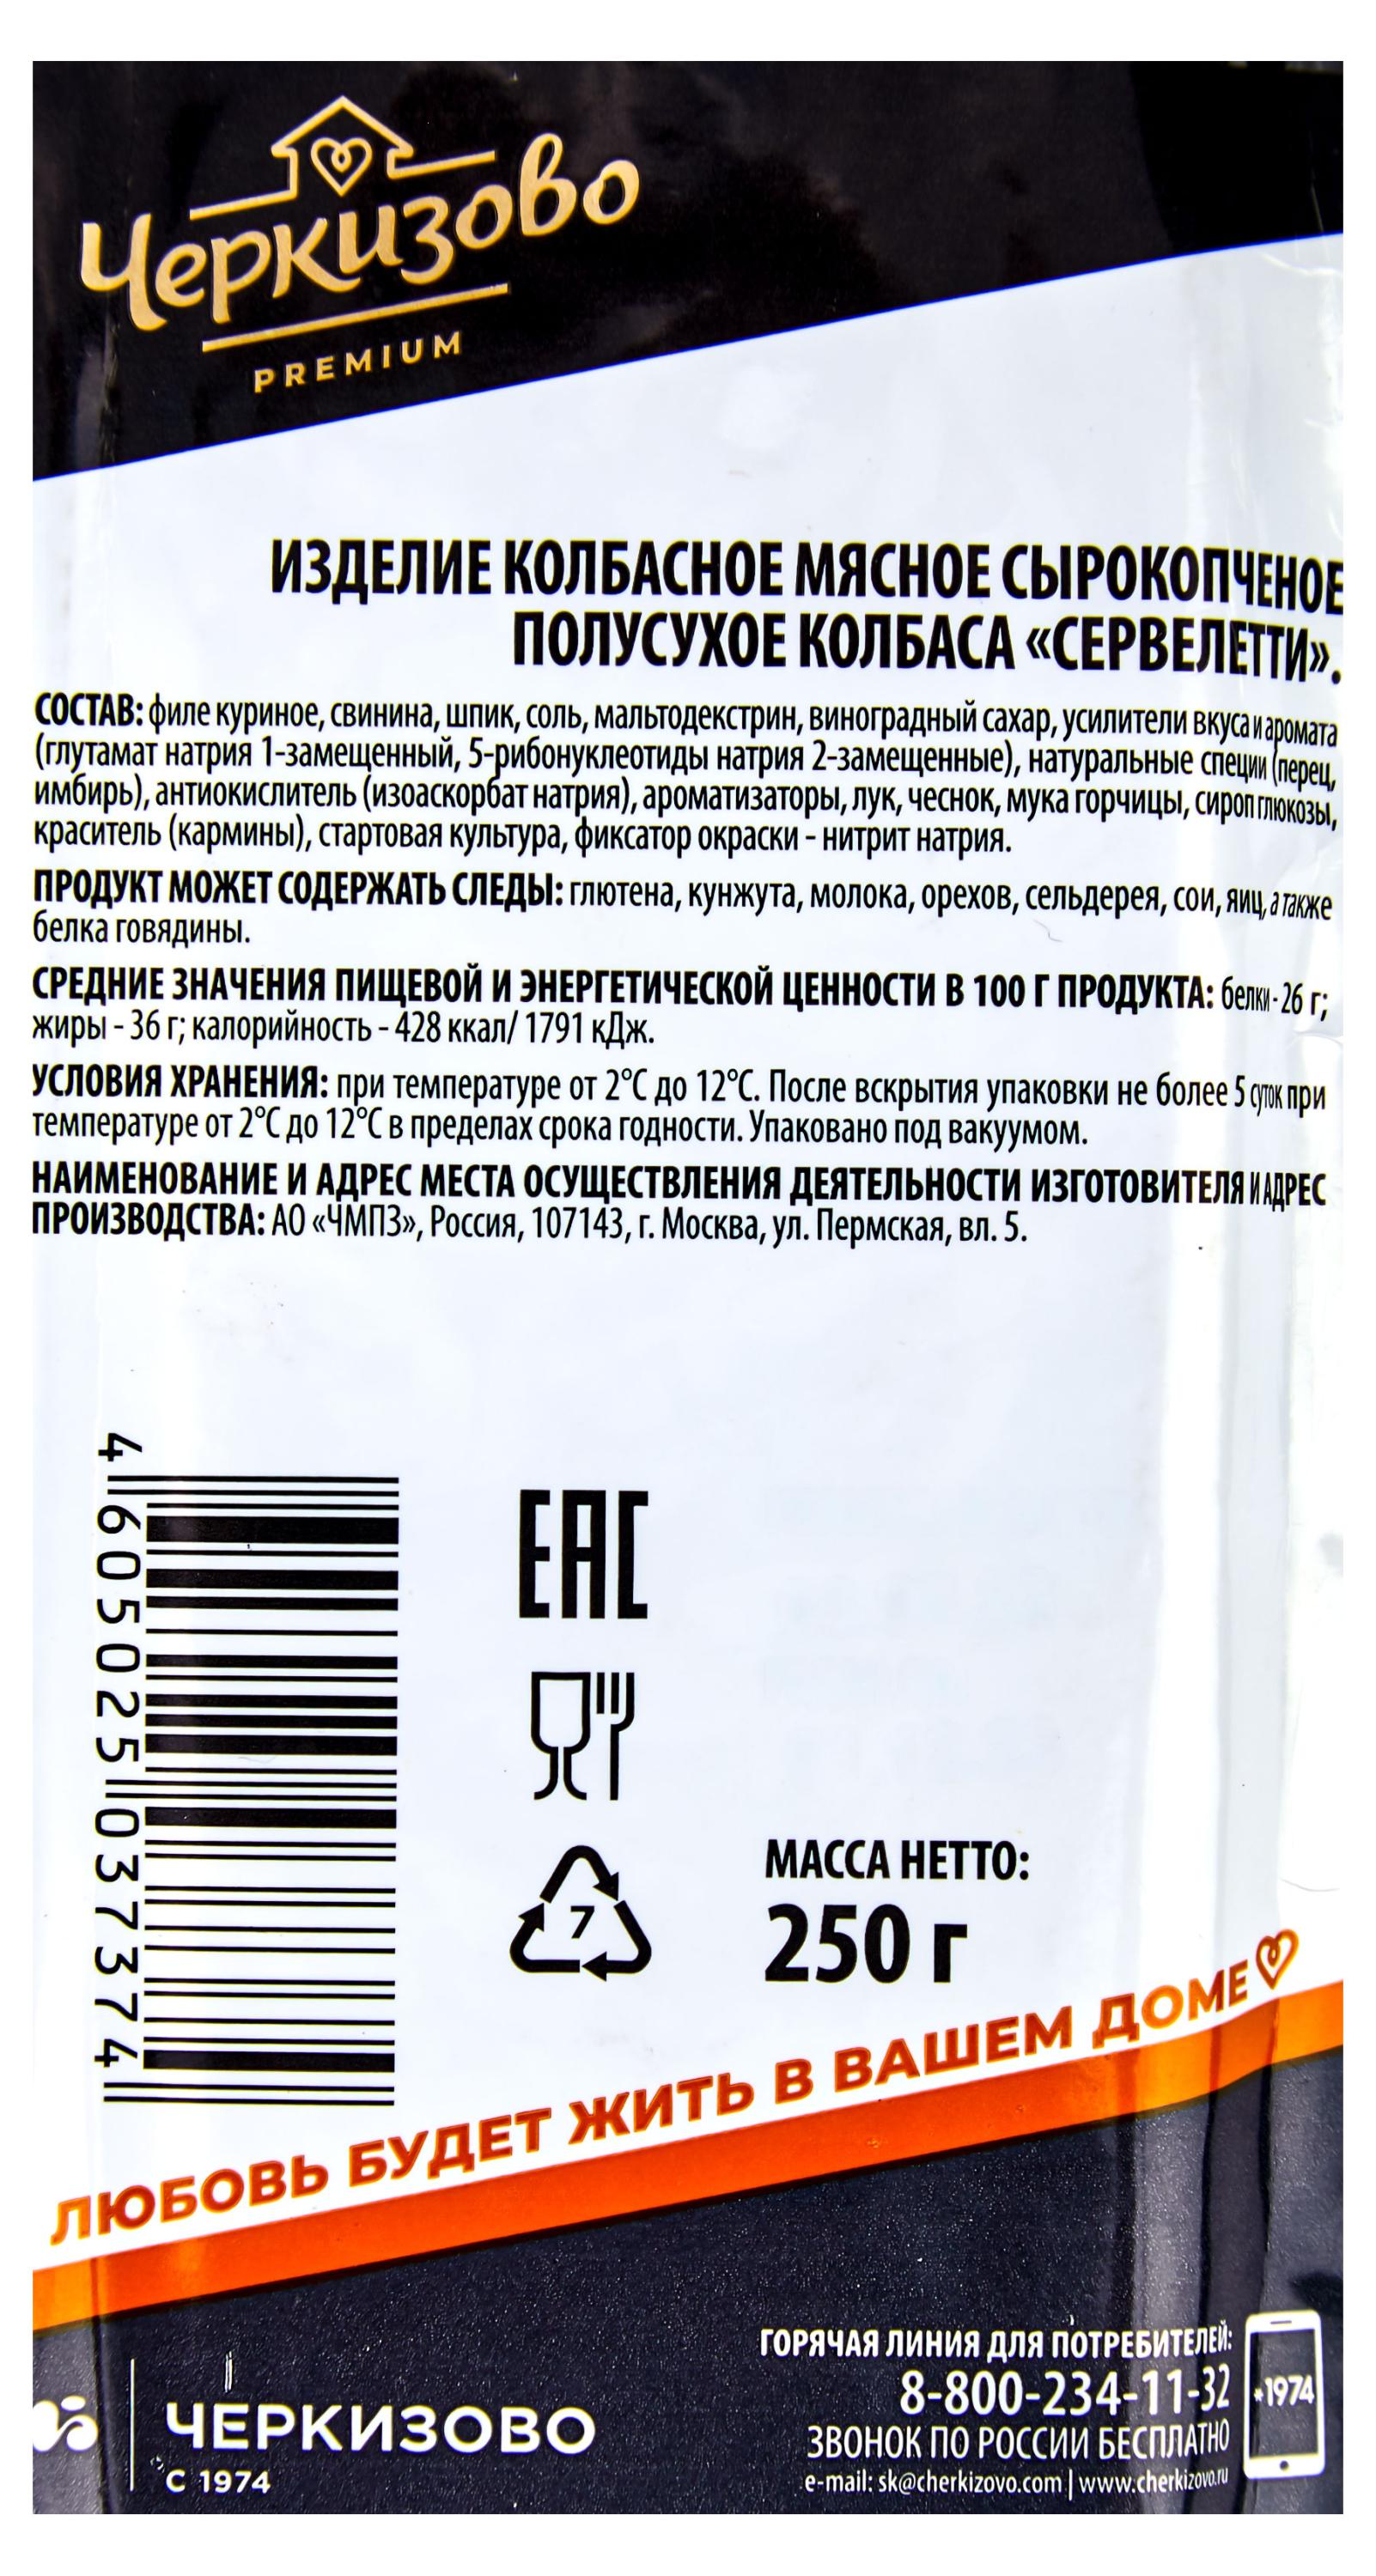 Черкизово
PREMIUM
ИЗДЕЛИЕ КОЛБАСНОЕ МЯСНОЕ СЫРОКОПЧЕНОЕ
ПОЛУСУХОЕ КОЛБАСА «СЕРВЕЛЕТТИ».
СОСТАВ: филе куриное, свинина, шпик, соль, мальтодекстрин, виноградный сахар, усилители вкуса и аромата
(глутамат натрия 1-замещенный, 5-рибонуклеотиды натрия 2-замещенные), натуральные специи (перец,
имбирь), антиокислитель (изоаскорбат натрия), ароматизаторы, лук, чеснок, мука горчицы, сироп глюкозы,
краситель (кармины), стартовая культура, фиксатор окраски - нитрит натрия.
ПРОДУКТ МОЖЕТ СОДЕРЖАТЬ СЛЕДЫ: глютена, кунжута, молока, орехов, сельдерея, сои, яиц, а также
белка говядины.
СРЕДНИЕ ЗНАЧЕНИЯ ПИЩЕВОЙ И ЭНЕРГЕТИЧЕСКОЙ ЦЕННОСТИ В 100 Г ПРОДУКТА: белки - 26 г;
жиры - 36 г; калорийность - 428 ккал/ 1791 кДж.
УСЛОВИЯ ХРАНЕНИЯ: при температуре от 2°С до 12°С. После вскрытия упаковки не более 5 суток при
температуре от 2°С до 12°С в пределах срока годности. Упаковано под вакуумом.
НАИМЕНОВАНИЕ И АДРЕС МЕСТА ОСУЩЕСТВЛЕНИЯ ДЕЯТЕЛЬНОСТИ ИЗГОТОВИТЕЛЯ И АДРЕС
ПРОИЗВОДСТВА: АО «ЧМПЗ», Россия, 107143, г. Москва, ул. Пермская, вл. 5.
4 605025 037374
EAC
7
МАССА НЕТТО:
250 г
ЛЮБОВЬ БУДЕТ ЖИТЬ В ВАШЕМ ДОМЕ
ЧЕРКИЗОВО
С 1974
ГОРЯЧАЯ ЛИНИЯ ДЛЯ ПОТРЕБИТЕЛЕЙ:
8-800-234-11-32
*1974
ЗВОНОК ПО РОССИИ БЕСПЛАТНО
e-mail: sk@cherkizovo.com | www.cherkizovo.ru